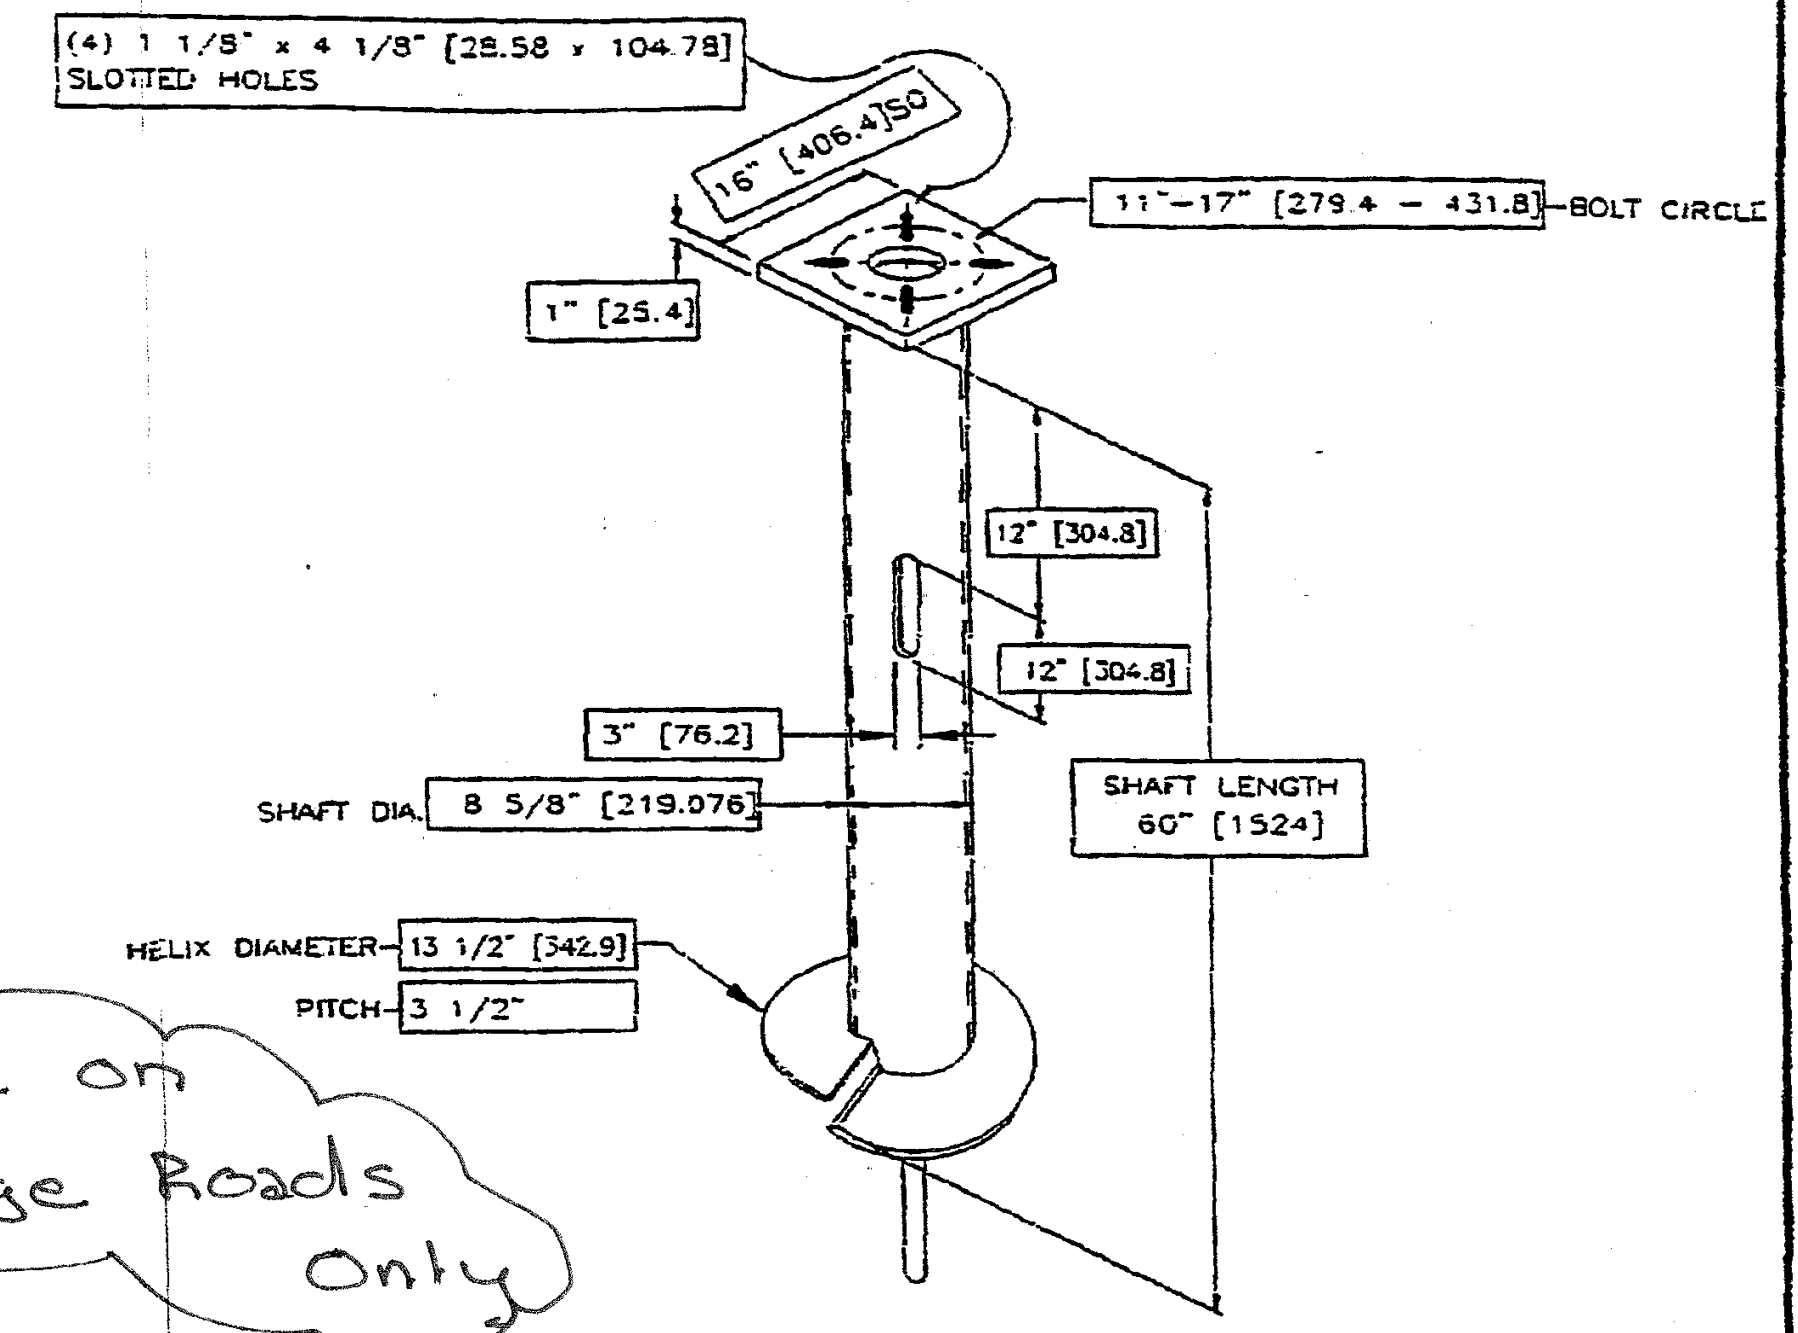 (4) 1 1/8" x 4 1/8" [28.58 x 104.78]
SLOTTED HOLES
16" [406.4]SQ
11"-17" [279.4 - 431.8] BOLT CIRCLE
1" [25.4]
12" [304.8]
12" [304.8]
3" [76.2]
SHAFT DIA. 8 5/8" [219.076]
SHAFT LENGTH
60" [1524]
HELIX DIAMETER 13 1/2" [342.9]
PITCH 3 1/2"
on
Roads
Only